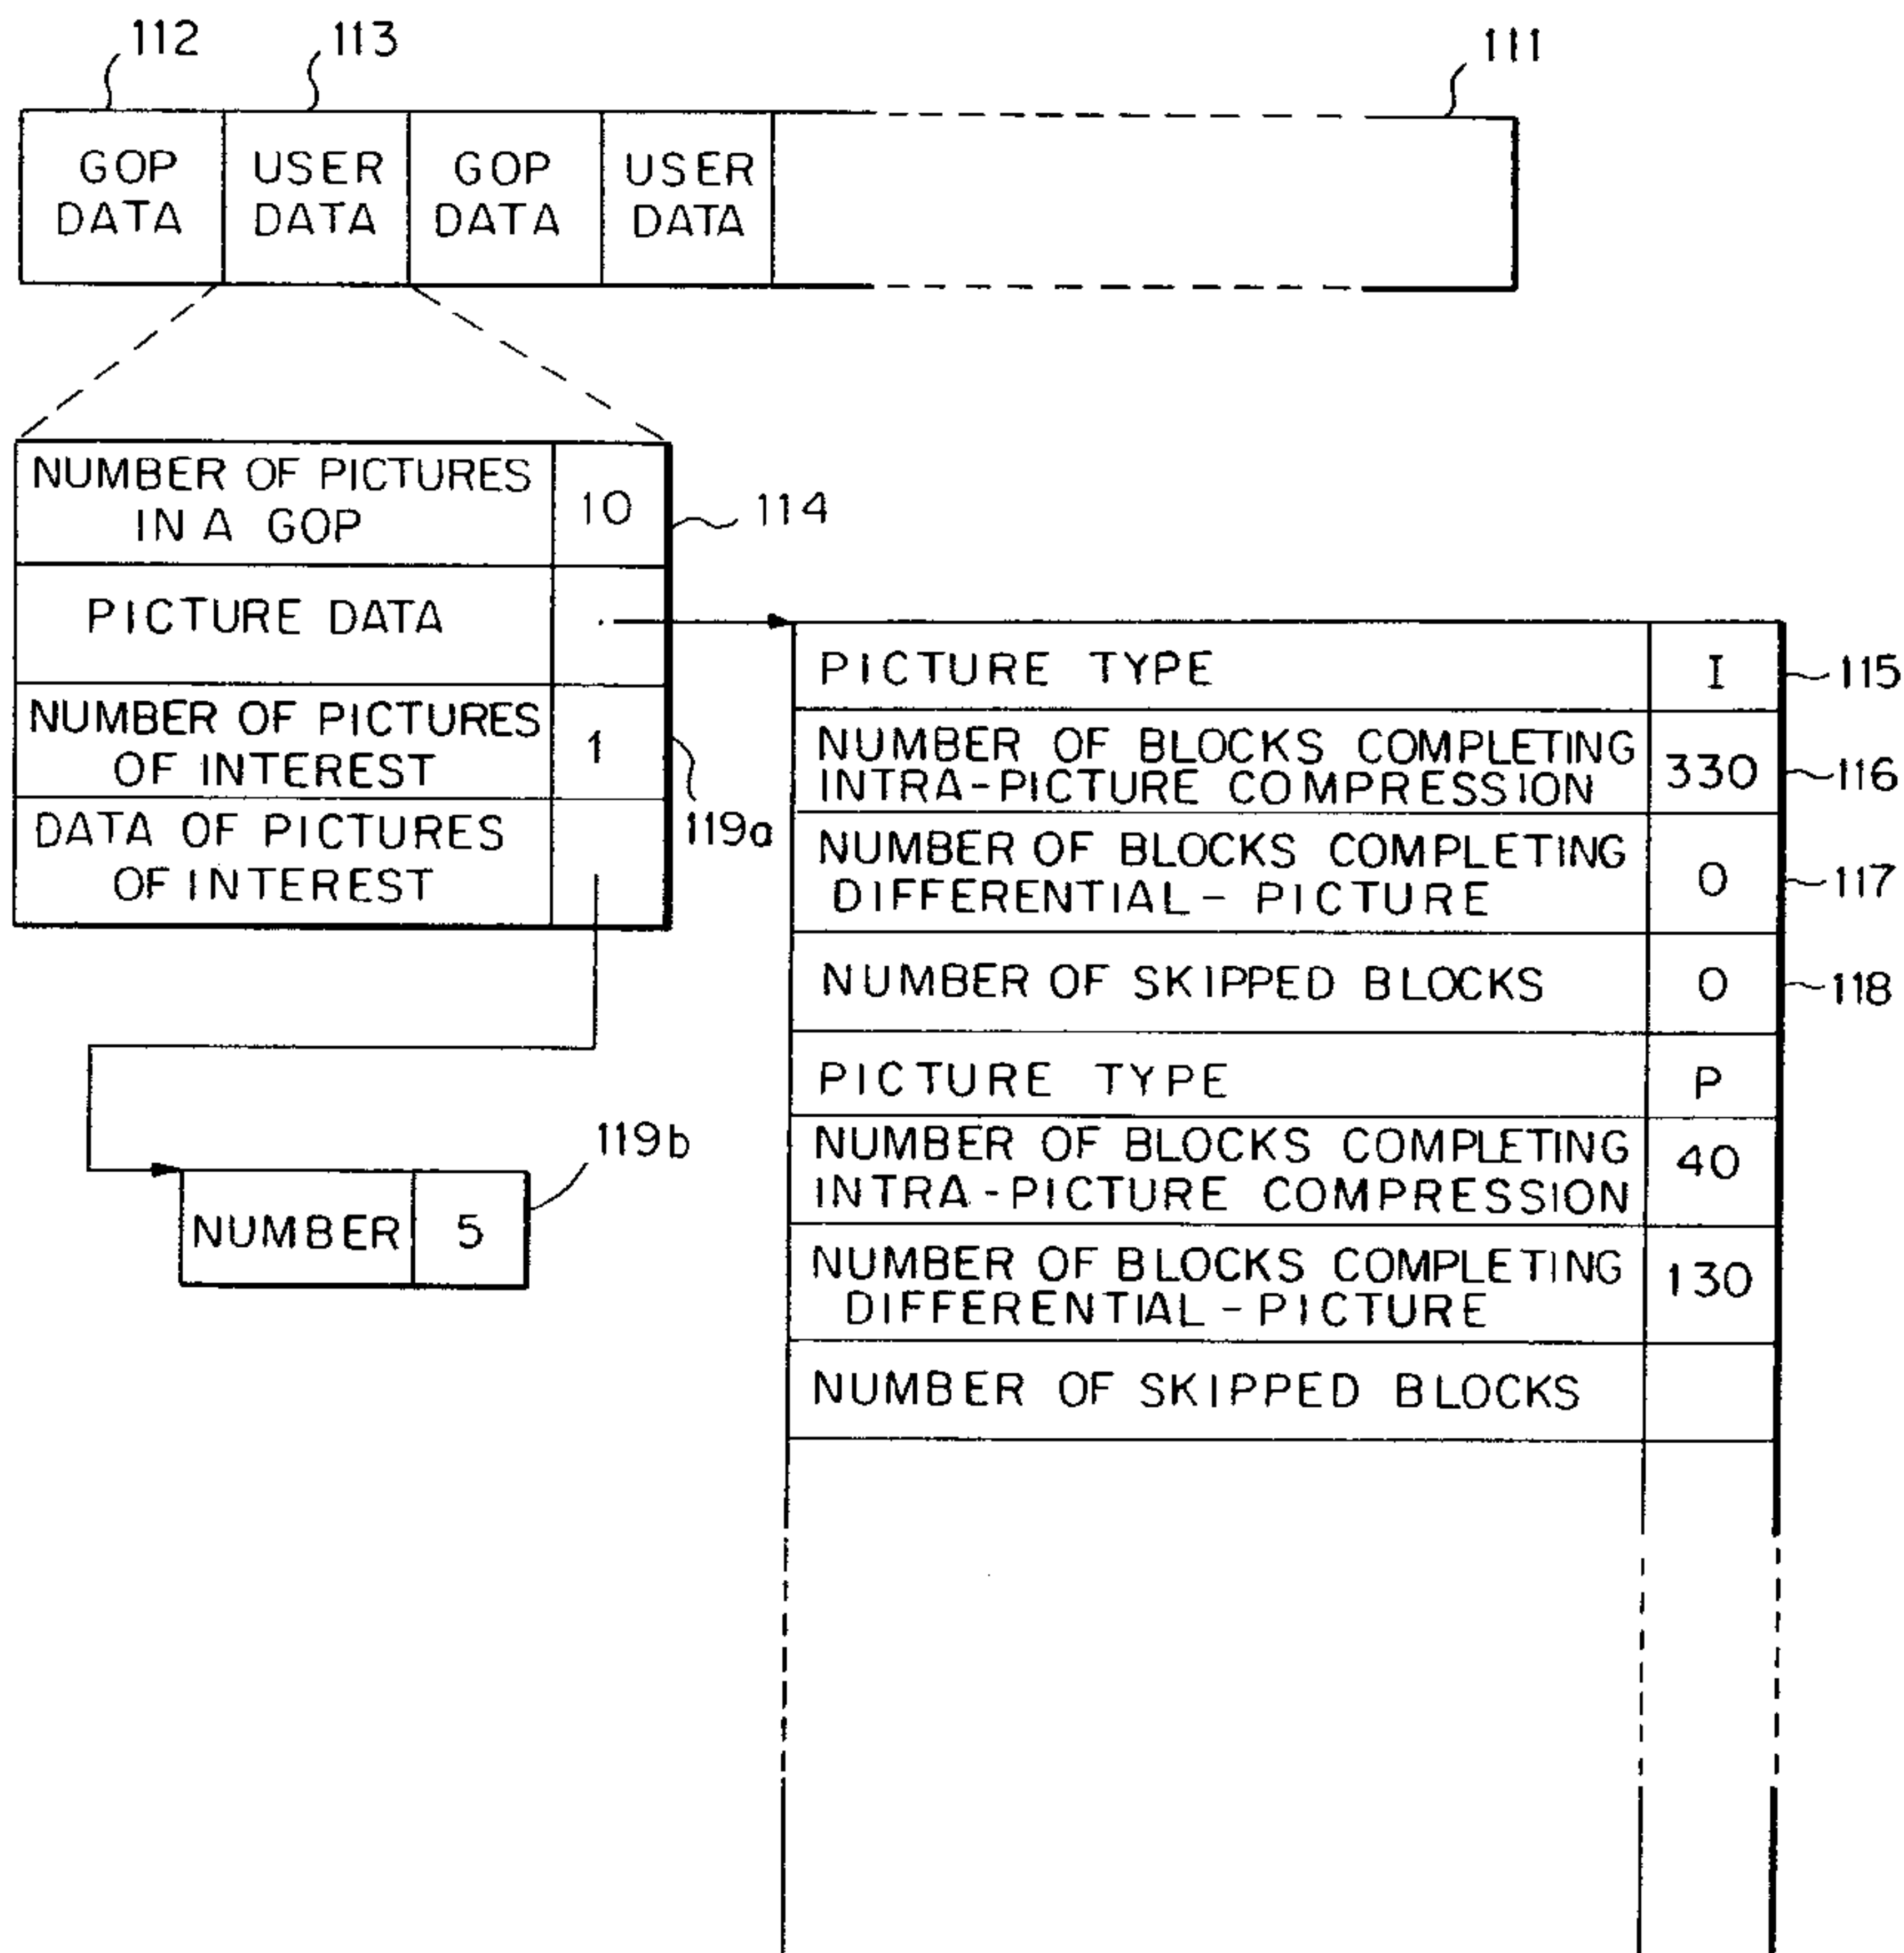 112
113
111
GOP
DATA
USER
DATA
GOP
DATA
USER
DATA
NUMBER OF PICTURES
IN A GOP
10
114
PICTURE DATA
NUMBER OF PICTURES
OF INTEREST
1
119a
DATA OF PICTURES
OF INTEREST
NUMBER
5
119b
PICTURE TYPE
I
115
NUMBER OF BLOCKS COMPLETING
INTRA-PICTURE COMPRESSION
330
116
NUMBER OF BLOCKS COMPLETING
DIFFERENTIAL-PICTURE
0
117
NUMBER OF SKIPPED BLOCKS
0
118
PICTURE TYPE
P
NUMBER OF BLOCKS COMPLETING
INTRA-PICTURE COMPRESSION
40
NUMBER OF BLOCKS COMPLETING
DIFFERENTIAL-PICTURE
130
NUMBER OF SKIPPED BLOCKS